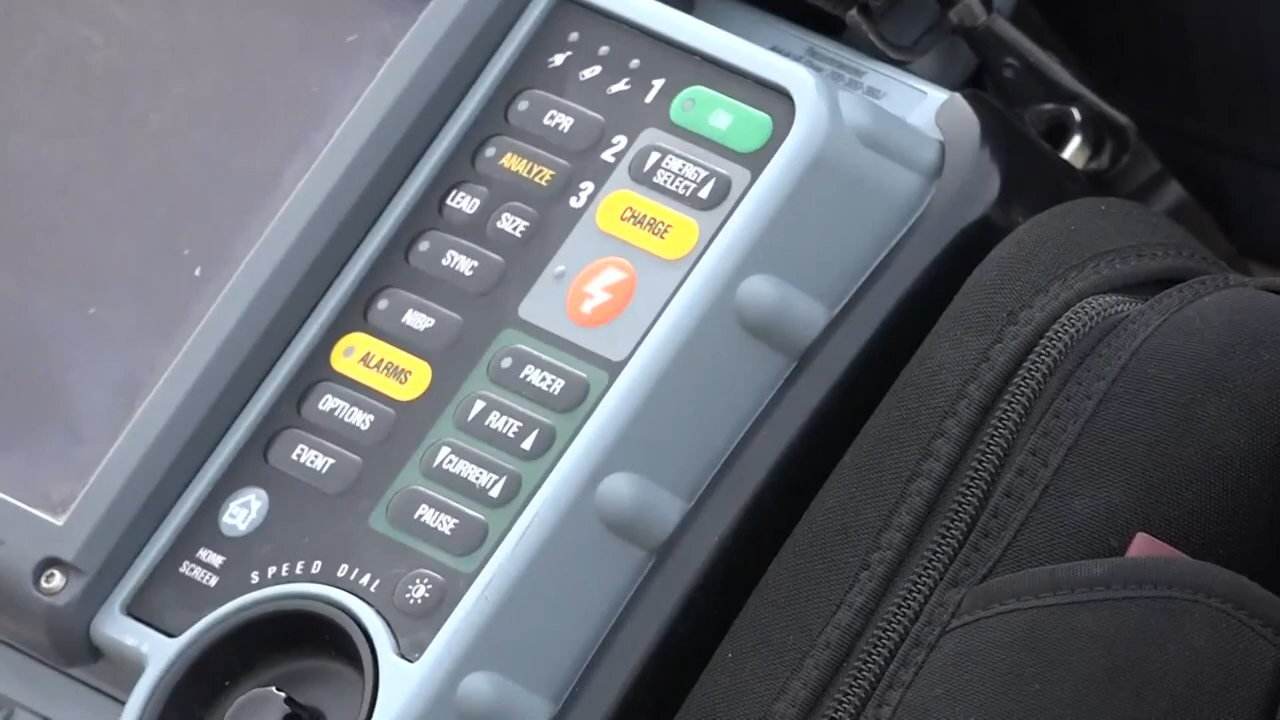 1
ON
CPR
2
ENERGY
SELECT
ANALYZE
3
CHARGE
LEAD
SIZE
SYNC
NIBP
ALARMS
PACER
OPTIONS
RATE
EVENT
CURRENT
PAUSE
HOME
SCREEN
SPEED DIAL